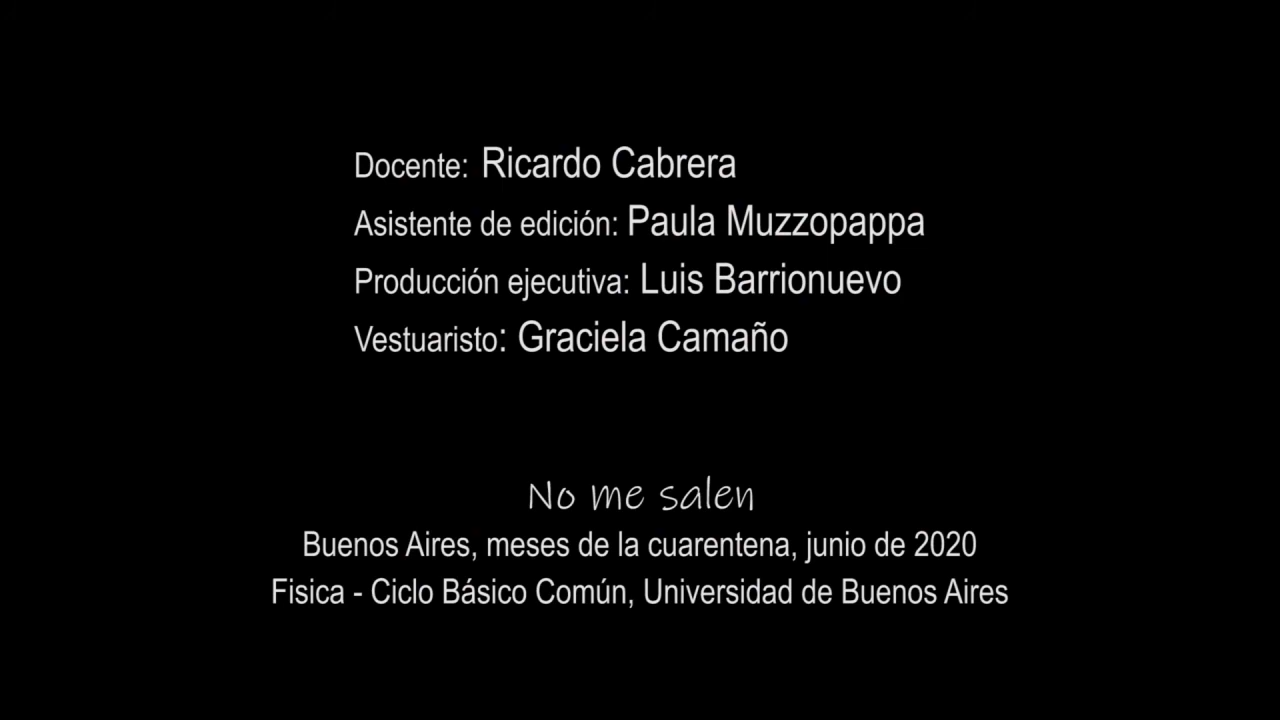 Docente: Ricardo Cabrera
Asistente de edición: Paula Muzzopappa
Producción ejecutiva: Luis Barrionuevo
Vestuaristo: Graciela Camaño
No me salen
Buenos Aires, meses de la cuarentena, junio de 2020
Fisica - Ciclo Básico Común, Universidad de Buenos Aires